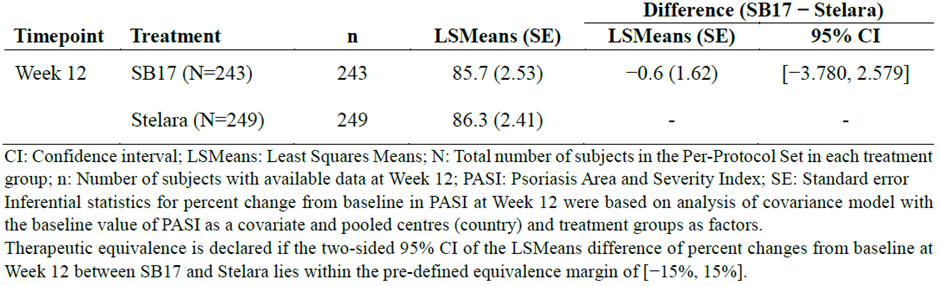 Difference (SB17 − Stelara)
Timepoint Treatment n LSMeans (SE) LSMeans (SE) 95% CI
Week 12 SB17 (N=243) 243 85.7 (2.53) −0.6 (1.62) [−3.780, 2.579]
Stelara (N=249) 249 86.3 (2.41) - -
CI: Confidence interval; LSMeans: Least Squares Means; N: Total number of subjects in the Per-Protocol Set in each treatment
group; n: Number of subjects with available data at Week 12; PASI: Psoriasis Area and Severity Index; SE: Standard error
Inferential statistics for percent change from baseline in PASI at Week 12 were based on analysis of covariance model with
the baseline value of PASI as a covariate and pooled centres (country) and treatment groups as factors.
Therapeutic equivalence is declared if the two-sided 95% CI of the LSMeans difference of percent changes from baseline at
Week 12 between SB17 and Stelara lies within the pre-defined equivalence margin of [−15%, 15%].